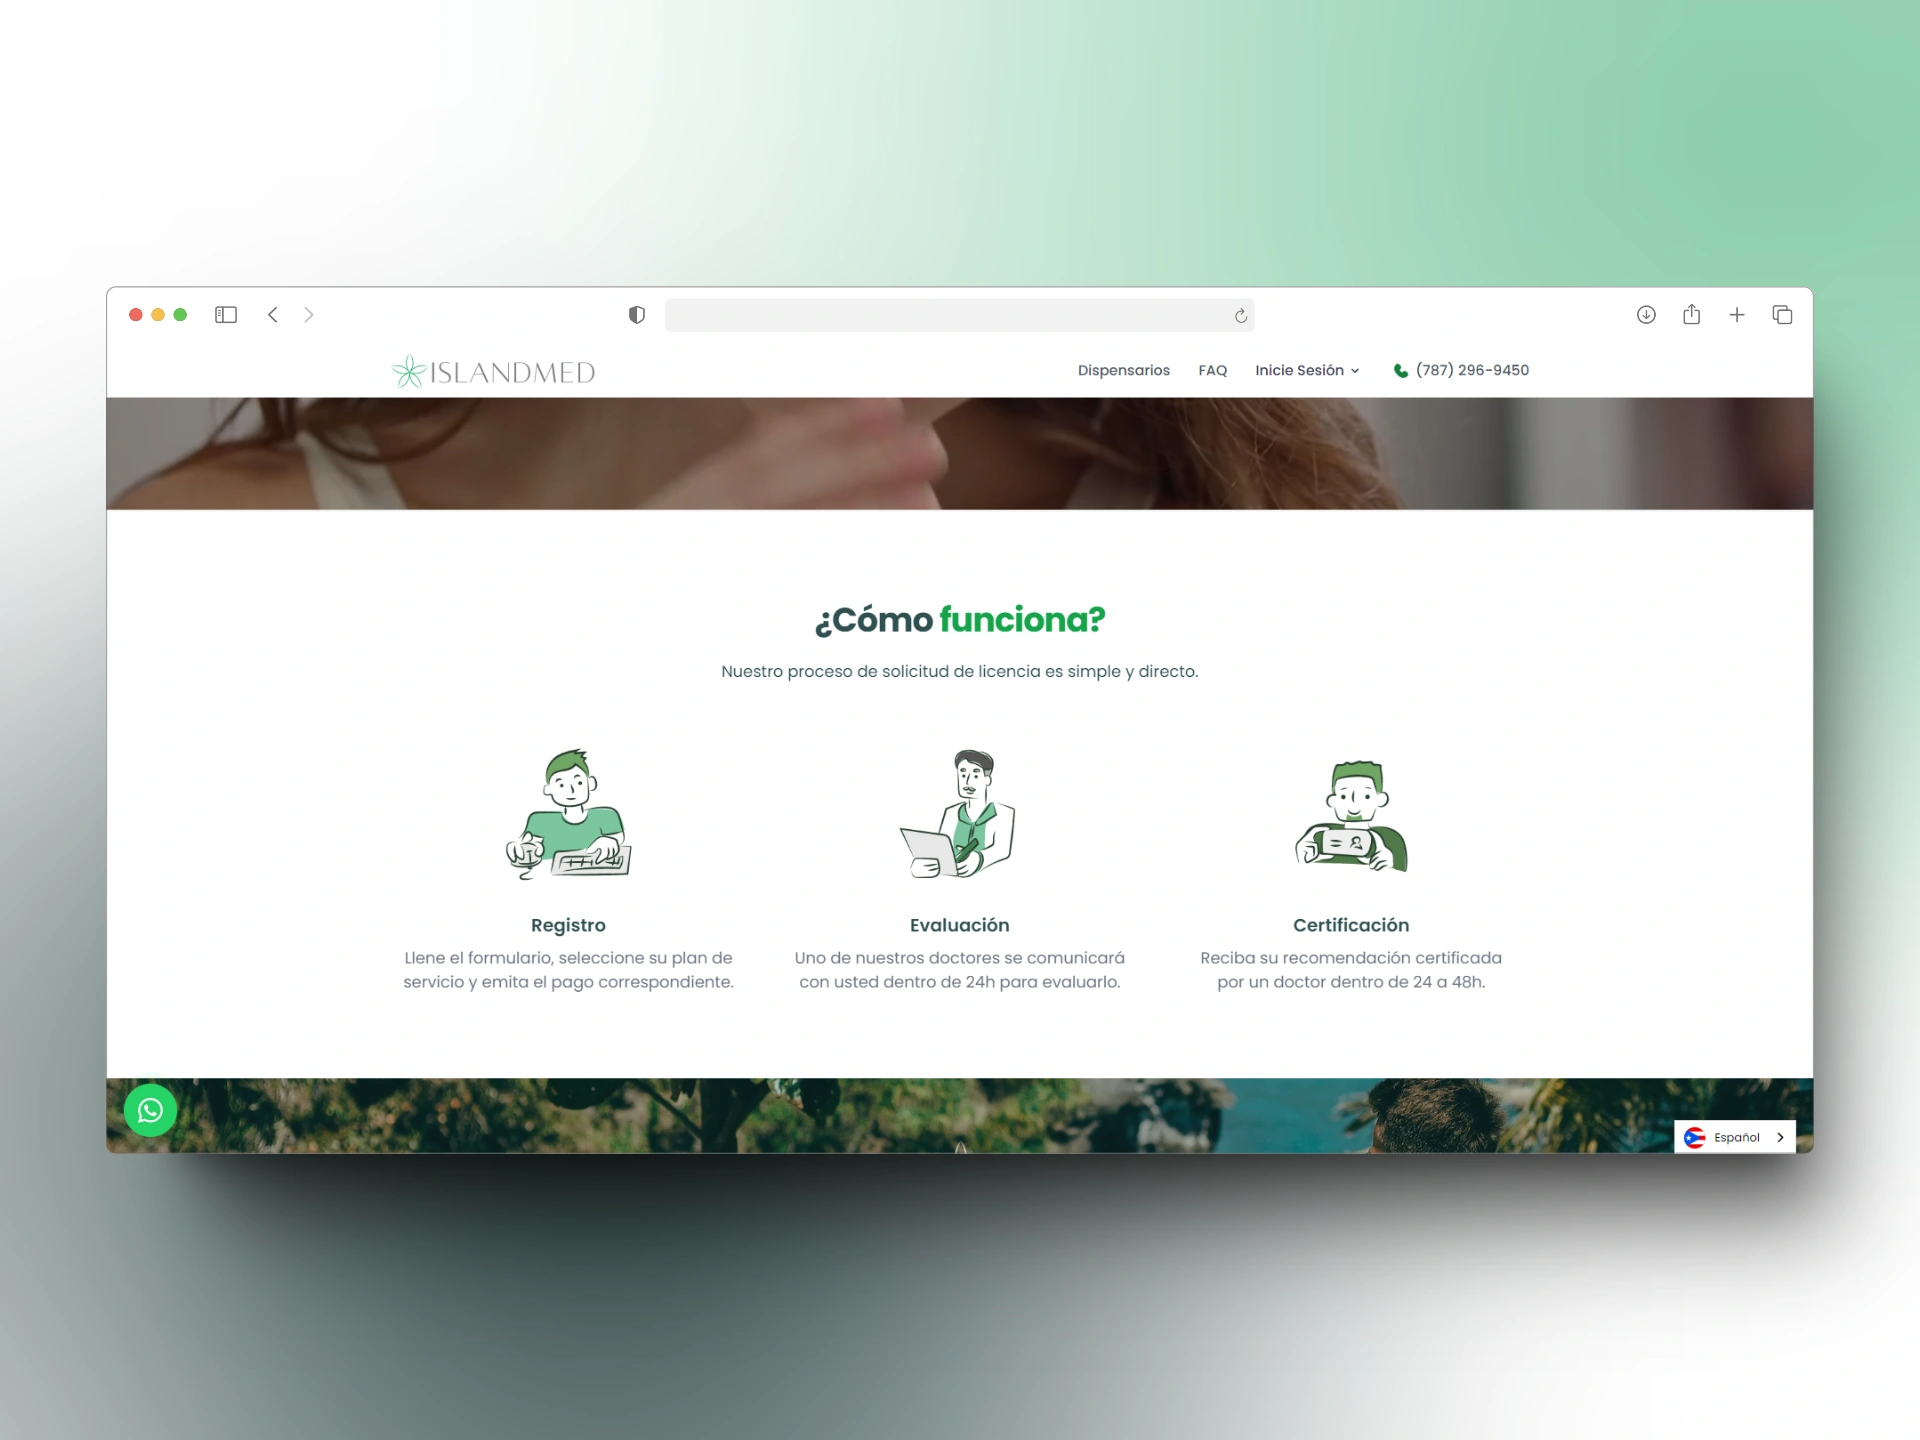 ISLANDMED
Dispensarios FAQ Inicie Sesión (787) 296-9450
¿Cómo funciona?
Nuestro proceso de solicitud de licencia es simple y directo.
Registro
Llene el formulario, seleccione su plan de
servicio y emita el pago correspondiente.
Evaluación
Uno de nuestros doctores se comunicará
con usted dentro de 24h para evaluarlo.
Certificación
Reciba su recomendación certificada
por un doctor dentro de 24 a 48h.
Español